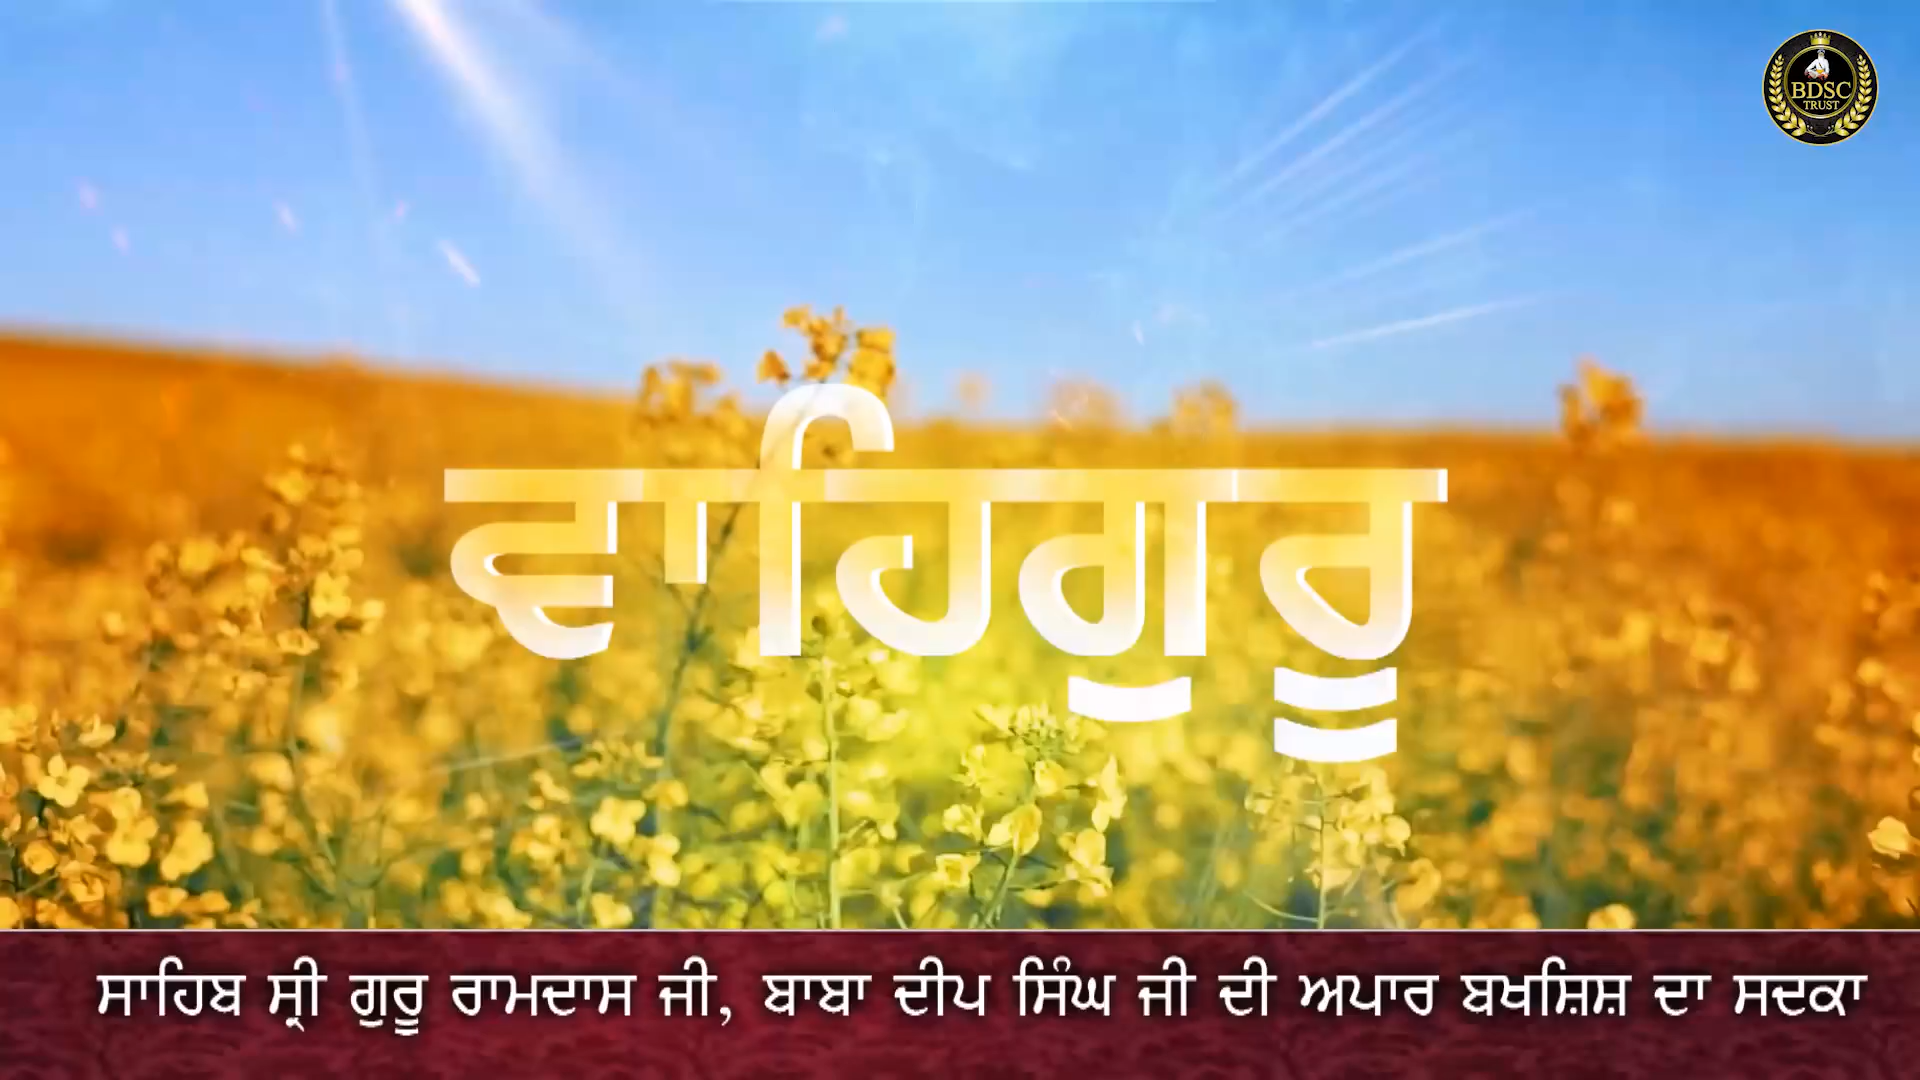 BDSC
TRUST
ਵਾਹਿਗੁਰੂ
ਸਾਹਿਬ ਸ੍ਰੀ ਗੁਰੂ ਰਾਮਦਾਸ ਜੀ, ਬਾਬਾ ਦੀਪ ਸਿੰਘ ਜੀ ਦੀ ਅਪਾਰ ਬਖਸ਼ਿਸ਼ ਦਾ ਸਦਕਾ